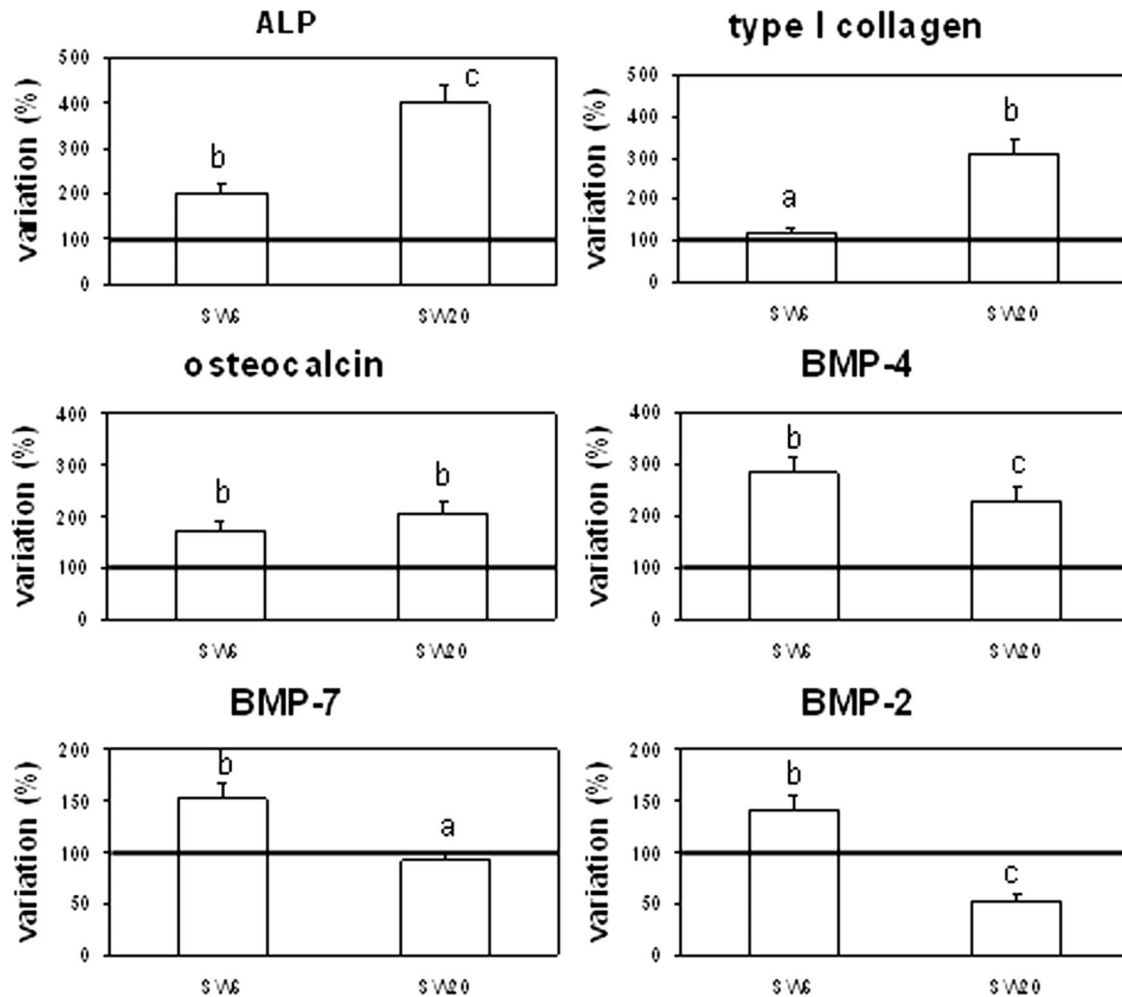 ALP
variation (%)
500
400
300
200
100
0
b
c
SW6
SW20
type I collagen
variation (%)
500
400
300
200
100
0
a
b
SW6
SW20
osteocalcin
variation (%)
400
300
200
100
0
b
b
SW6
SW20
BMP-4
variation (%)
400
300
200
100
0
b
c
SW6
SW20
BMP-7
variation (%)
200
150
100
50
0
b
a
SW6
SW20
BMP-2
variation (%)
200
150
100
50
0
b
c
SW6
SW20